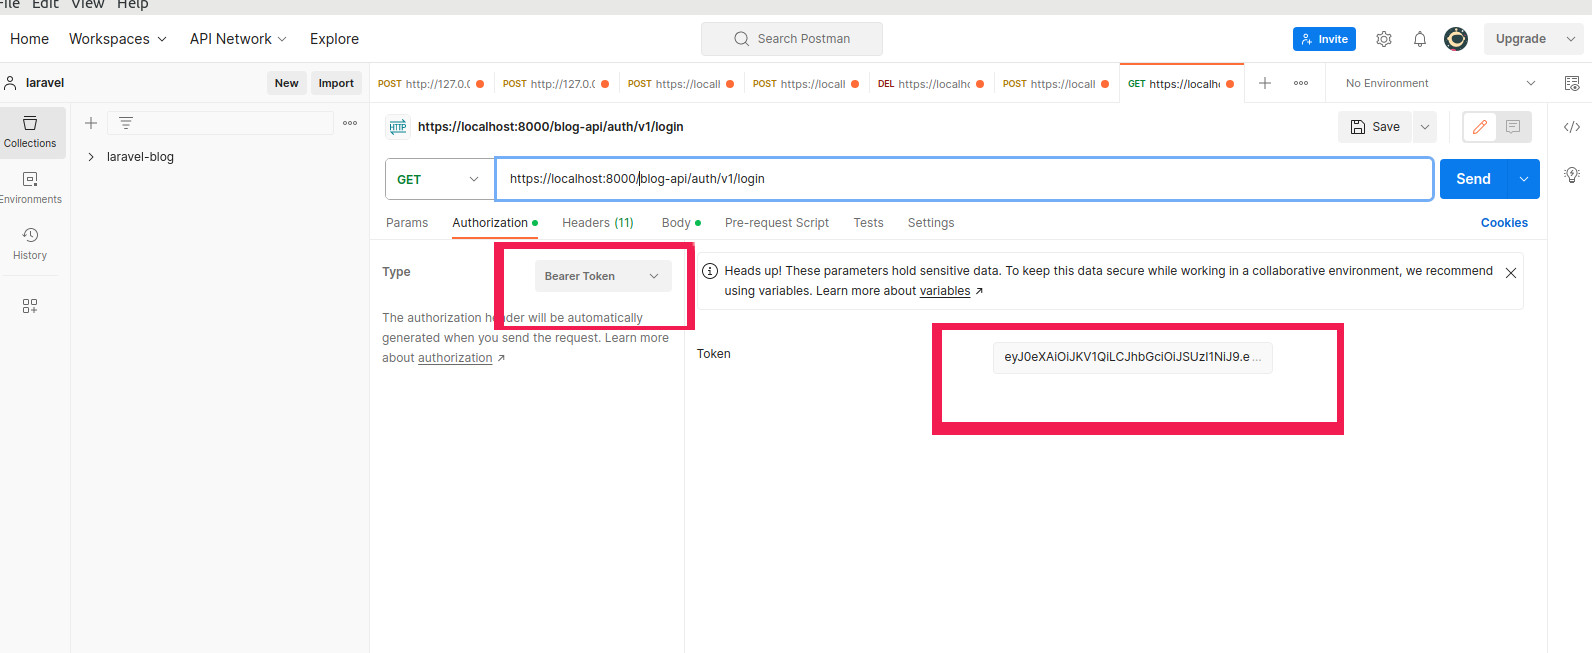 File Edit View Help
Home Workspaces API Network Explore Search Postman Invite Upgrade
laravel New Import POST http://127.0.( POST http://127.0.( POST https://locall POST https://locall DEL https://localhc POST https://locall GET https://localh No Environment
Collections
Environments
History
laravel-blog
HTTP https://localhost:8000/blog-api/auth/v1/login Save
GET https://localhost:8000/blog-api/auth/v1/login Send
Params Authorization Headers (11) Body Pre-request Script Tests Settings Cookies
Type Bearer Token
The authorization header will be automatically
generated when you send the request. Learn more
about authorization ↗
Heads up! These parameters hold sensitive data. To keep this data secure while working in a collaborative environment, we recommend
using variables. Learn more about variables ↗
Token eyJ0eXAiOiJKV1QiLCJhbGciOiJSUzI1NiJ9.e ...